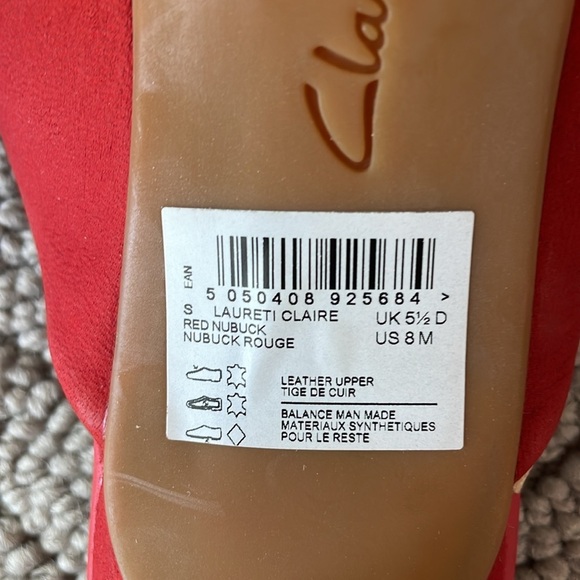 Cla
EAN
5 050408 925684 >
S LAURETI CLAIRE UK 5½ D
RED NUBUCK US 8 M
NUBUCK ROUGE
LEATHER UPPER
TIGE DE CUIR
BALANCE MAN MADE
MATERIAUX SYNTHETIQUES
POUR LE RESTE